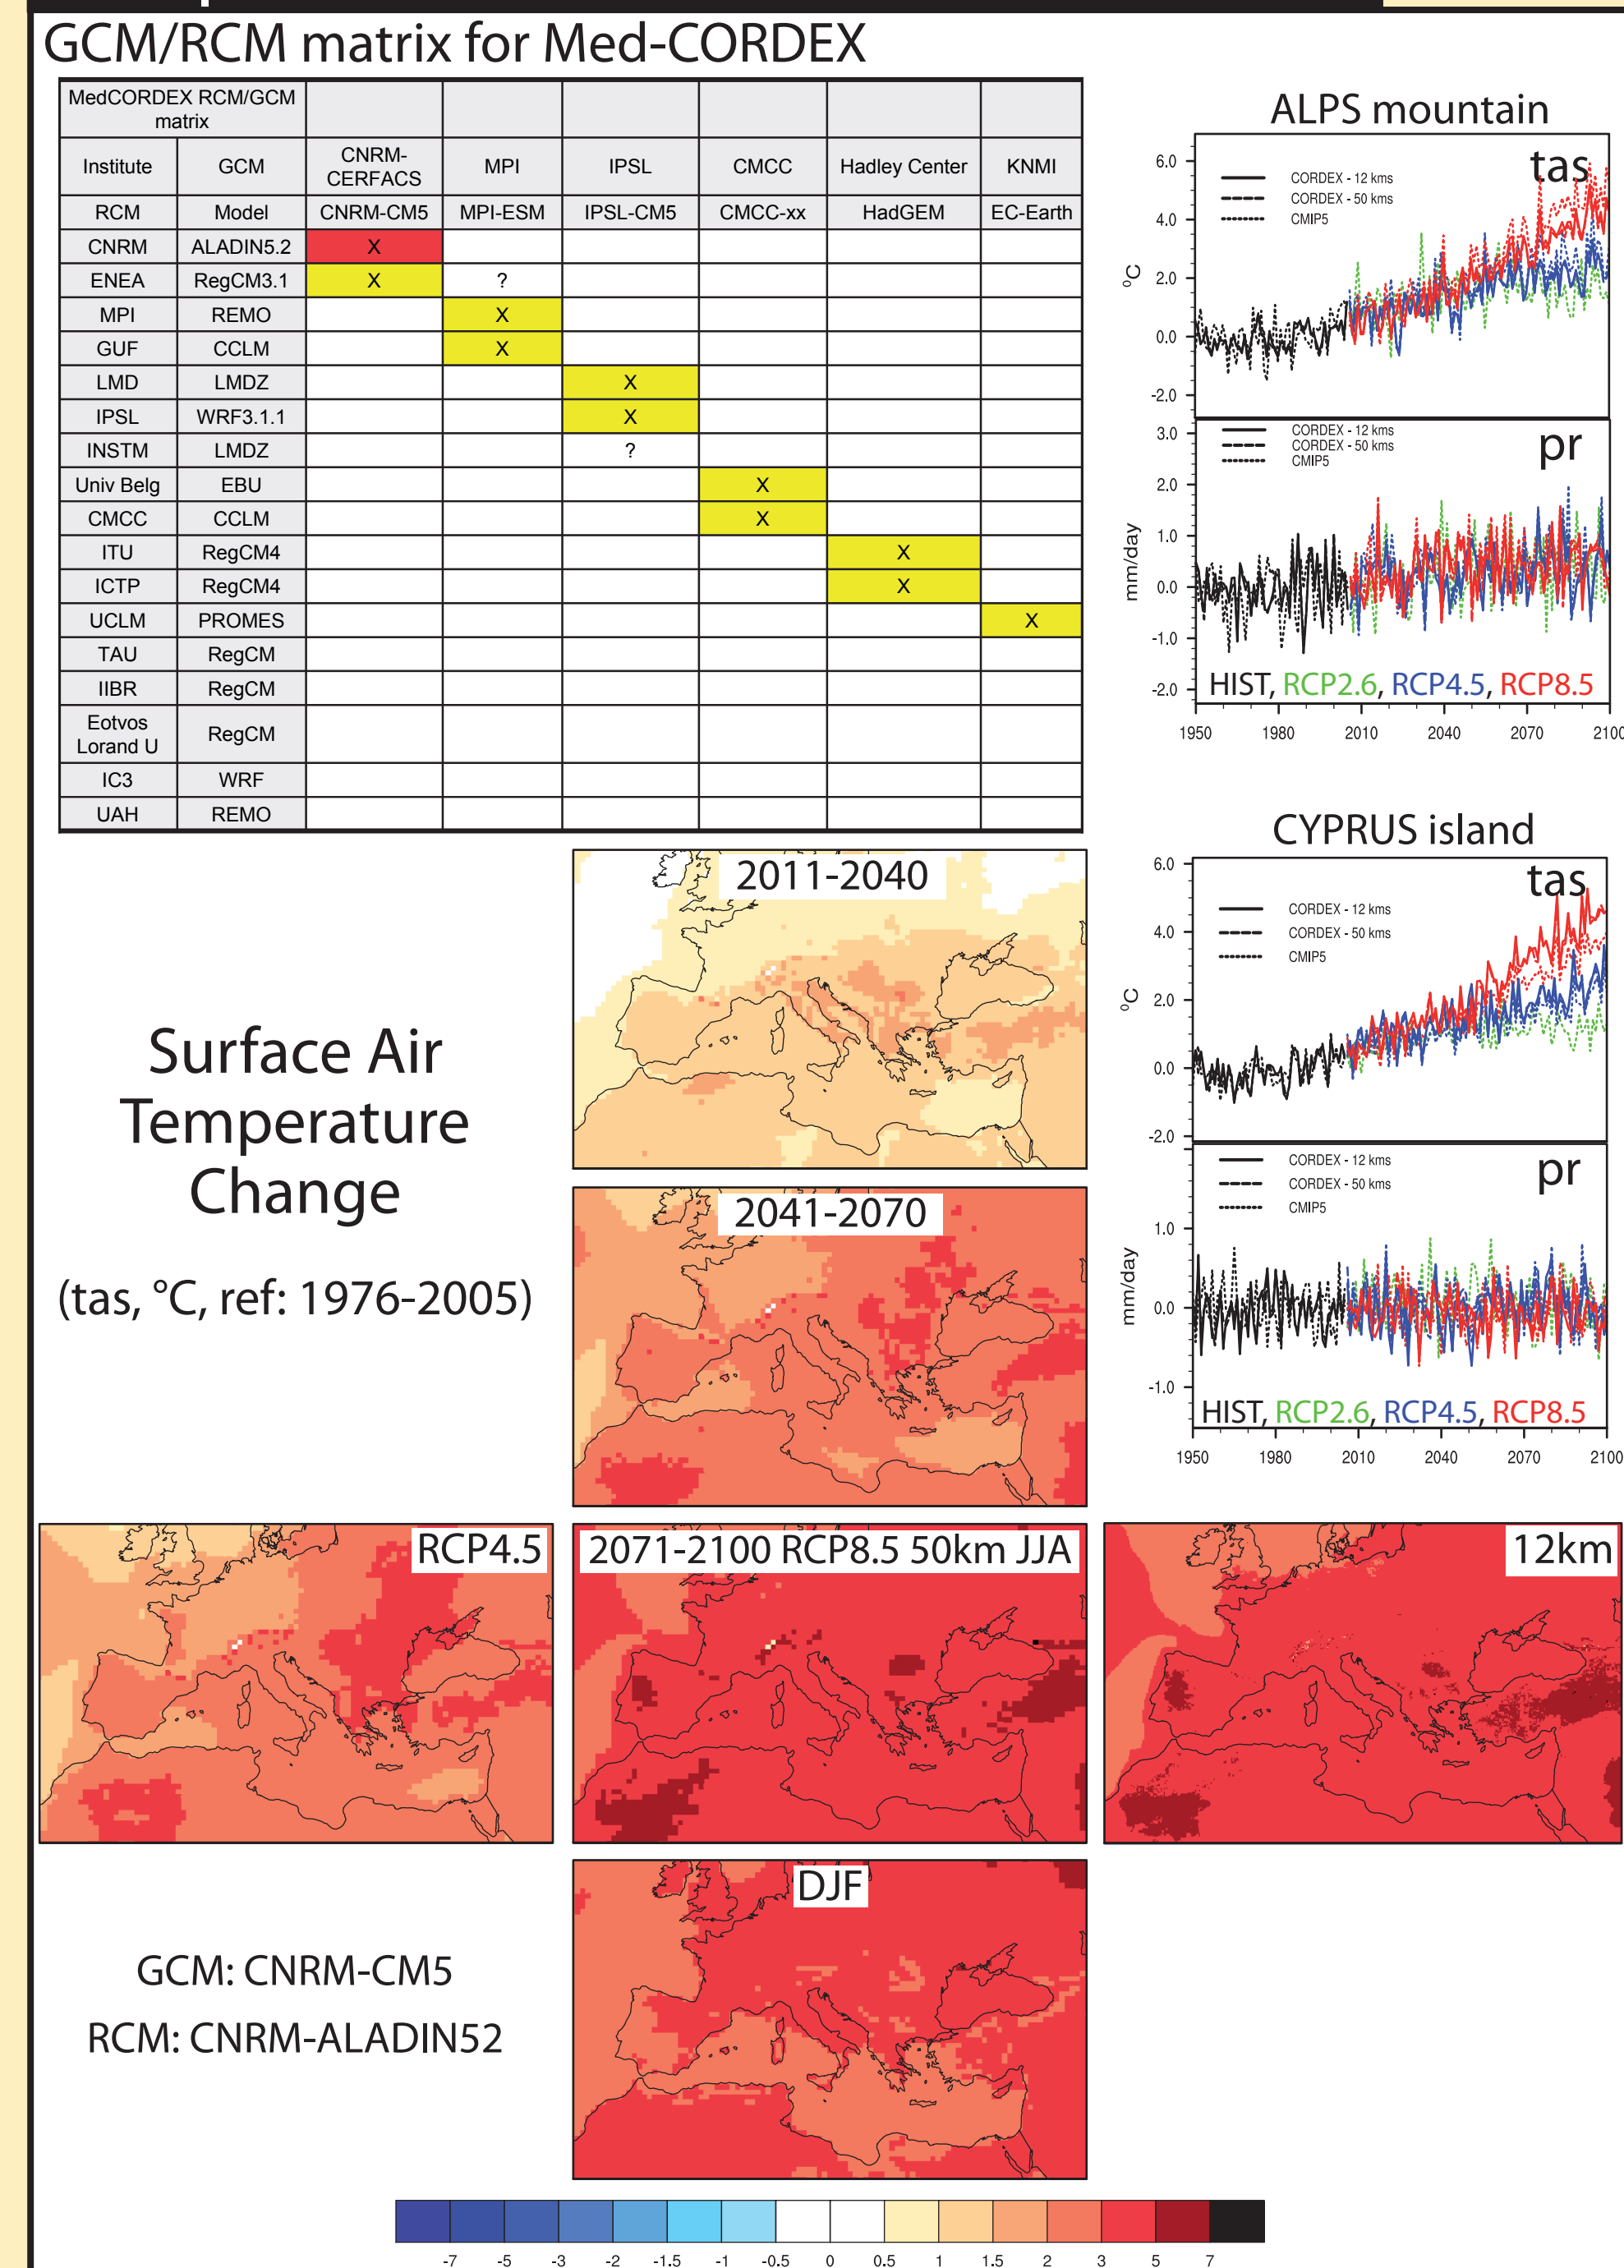 GCM/RCM matrix for Med-CORDEX
MedCORDEX RCM/GCM
matrix
Institute GCM CNRM-CERFACS MPI IPSL CMCC Hadley Center KNMI
RCM Model CNRM-CM5 MPI-ESM IPSL-CM5 CMCC-xx HadGEM EC-Earth
CNRM ALADIN5.2 X
ENEA RegCM3.1 X ?
MPI REMO X
GUF CCLM X
LMD LMDZ X
IPSL WRF3.1.1 X
INSTM LMDZ ?
Univ Belg EBU X
CMCC CCLM X
ITU RegCM4 X
ICTP RegCM4 X
UCLM PROMES X
TAU RegCM
IIBR RegCM
Eotvos Lorand U RegCM
IC3 WRF
UAH REMO
ALPS mountain
tas
CORDEX - 12 kms
CORDEX - 50 kms
CMIP5
6.0
4.0
2.0
0.0
-2.0
°C
pr
CORDEX - 12 kms
CORDEX - 50 kms
CMIP5
3.0
2.0
1.0
0.0
-1.0
-2.0
mm/day
HIST, RCP2.6, RCP4.5, RCP8.5
1950 1980 2010 2040 2070 2100
CYPRUS island
tas
CORDEX - 12 kms
CORDEX - 50 kms
CMIP5
6.0
4.0
2.0
0.0
-2.0
°C
pr
CORDEX - 12 kms
CORDEX - 50 kms
CMIP5
1.0
0.0
-1.0
mm/day
HIST, RCP2.6, RCP4.5, RCP8.5
1950 1980 2010 2040 2070 2100
Surface Air
Temperature
Change
(tas, °C, ref: 1976-2005)
2011-2040
2041-2070
RCP4.5
2071-2100 RCP8.5 50km JJA
12km
DJF
GCM: CNRM-CM5
RCM: CNRM-ALADIN52
-7 -5 -3 -2 -1.5 -1 -0.5 0 0.5 1 1.5 2 3 5 7